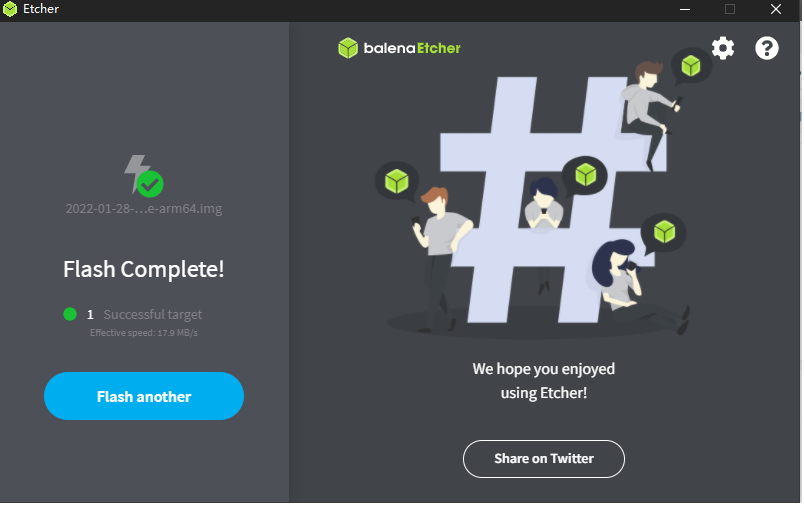 Etcher
balenaEtcher
2022-01-28-...e-arm64.img
Flash Complete!
1 Successful target
Effective speed: 17.9 MB/s
Flash another
We hope you enjoyed
using Etcher!
Share on Twitter